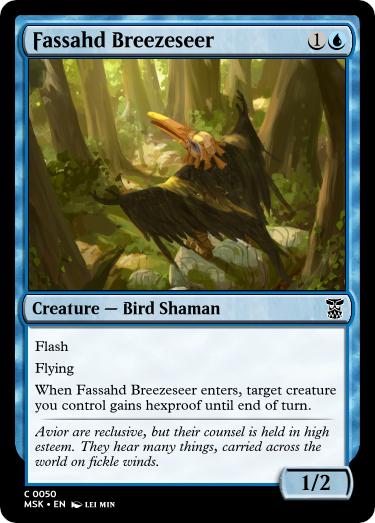 Fassahd Breezeseer 1
Creature — Bird Shaman
Flash
Flying
When Fassahd Breezeseer enters, target creature
you control gains hexproof until end of turn.
Avior are reclusive, but their counsel is held in high
esteem. They hear many things, carried across the
world on fickle winds.
1/2
C 0050
MSK • EN LEI MIN